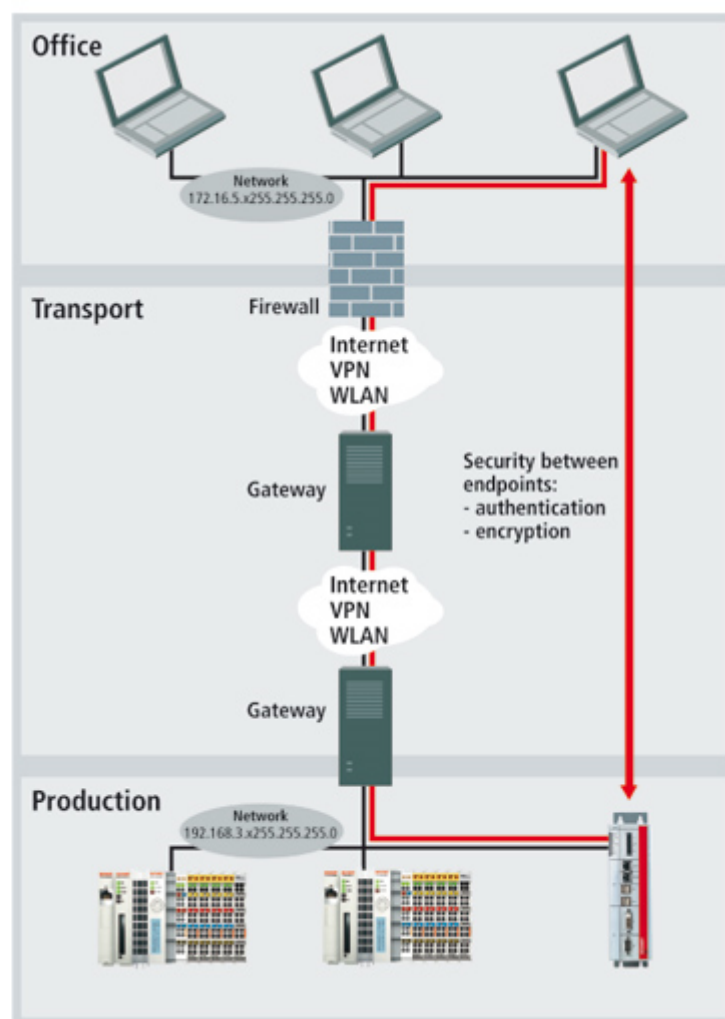 Office
Network
172.16.5.x255.255.255.0
Transport
Firewall
Internet
VPN
WLAN
Gateway
Security between
endpoints:
- authentication
- encryption
Internet
VPN
WLAN
Gateway
Production
Network
192.168.3.x255.255.255.0